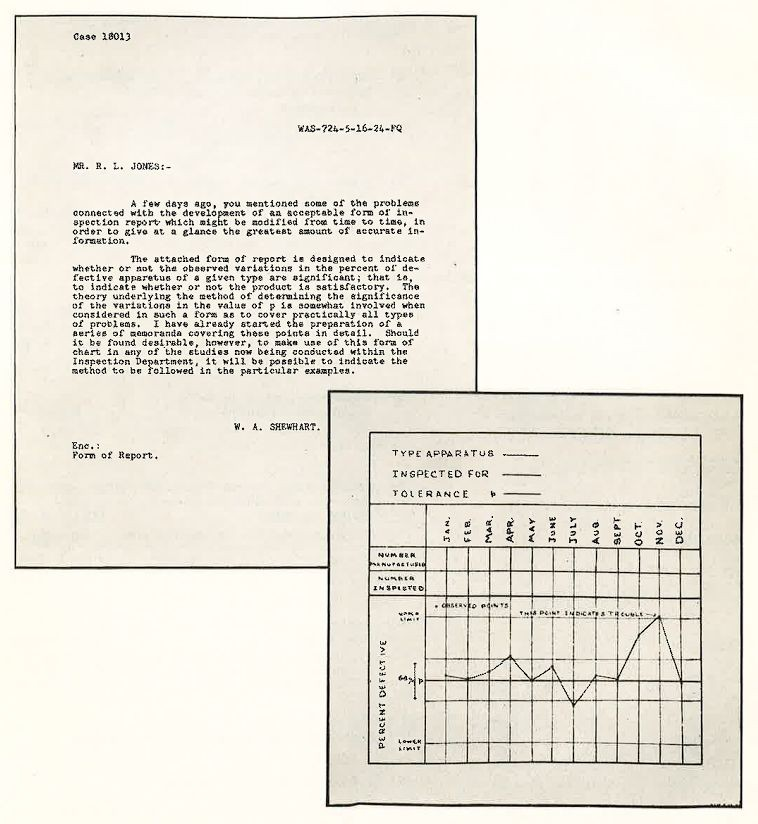 Case 18013
WAS-724-5-16-24-FQ
MR. R. L. JONES:-
A few days ago, you mentioned some of the problems
connected with the development of an acceptable form of in-
spection report which might be modified from time to time, in
order to give at a glance the greatest amount of accurate in-
formation.
The attached form of report is designed to indicate
whether or not the observed variations in the percent of de-
fective apparatus of a given type are significant; that is,
to indicate whether or not the product is satisfactory. The
theory underlying the method of determining the significance
of the variations in the value of p is somewhat involved when
considered in such a form as to cover practically all types
of problems. I have already started the preparation of a
series of memoranda covering these points in detail. Should
it be found desirable, however, to make use of this form of
chart in any of the studies now being conducted within the
Inspection Department, it will be possible to indicate the
method to be followed in the particular examples.
W. A. SHEWHART.
Enc.:
Form of Report.
TYPE APPARATUS
INSPECTED FOR
TOLERANCE p
JAN. FEB. MAR. APR. MAY JUNE JULY AUG. SEPT. OCT. NOV. DEC.
NUMBER
MANUFACTURED
NUMBER
INSPECTED
• OBSERVED POINTS
THIS POINT INDICATES TROUBLE
UPPER
LIMIT
PERCENT DEFECTIVE
p
LOWER
LIMIT